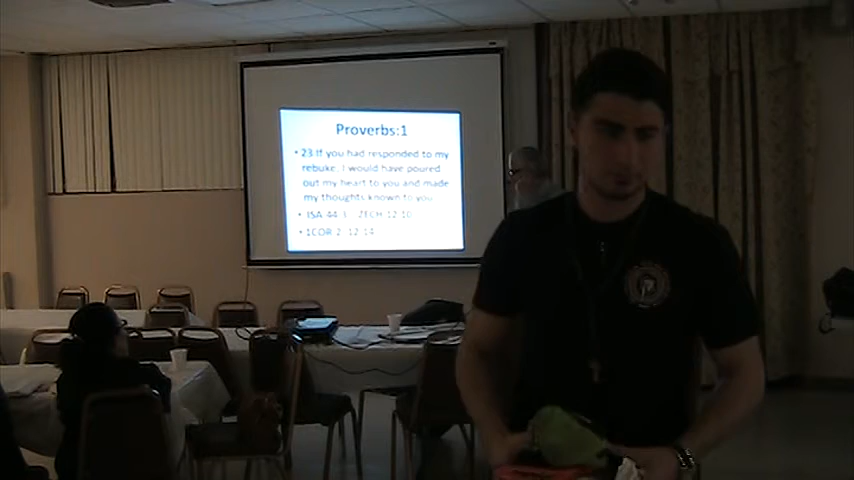 Proverbs:1
• 23 If you had responded to my
rebuke, I would have poured
out my heart to you and made
my thoughts known to you
• ISA 44:3 ZECH 12:10
• 1COR 2:12-14